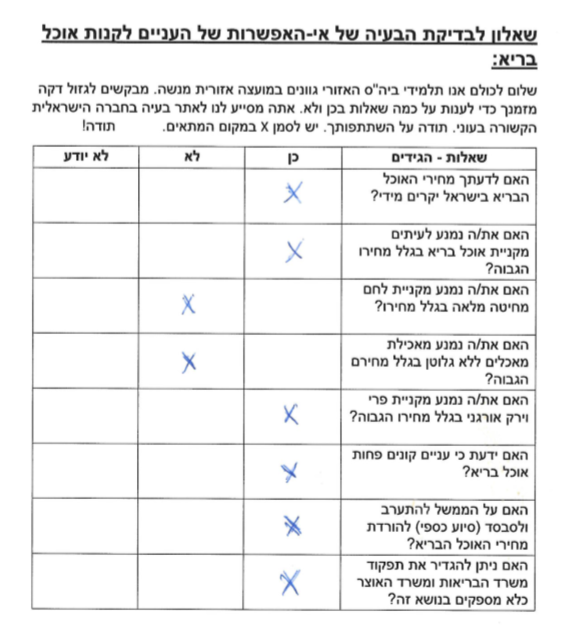 שאלון לבדיקת הבעיה של אי-האפשרות של העניים לקנות אוכל
בריא:
שלום לכולם אנו תלמידי ביה"ס האזורי גוונים במועצה אזורית מנשה. מבקשים לגזול דקה
מזמנך כדי לענות על כמה שאלות בכן ולא. אתה מסייע לנו לאתר בעיה בחברה הישראלית
הקשורה בעוני. תודה על השתתפותך. יש לסמן X במקום המתאים. תודה!
שאלות - הגידים כן לא לא יודע
האם לדעתך מחירי האוכל
הבריא בישראל יקרים מידי? X
האם את/ה נמנע לעיתים
מקניית אוכל בריא בגלל מחירו
הגבוה? X
האם את/ה נמנע מקניית לחם
מחיטה מלאה בגלל מחירו? X
האם את/ה נמנע מאכילת
מאכלים ללא גלוטן בגלל מחירם
הגבוה? X
האם את/ה נמנע מקניית פרי
וירק אורגני בגלל מחירו הגבוה? X
האם ידעת כי עניים קונים פחות
אוכל בריא? X
האם על הממשל להתערב
ולסבסד (סיוע כספי) להורדת
מחירי האוכל הבריא? X
האם ניתן להגדיר את תפקוד
משרד הבריאות ומשרד האוצר
כלא מספקים בנושא זה? X